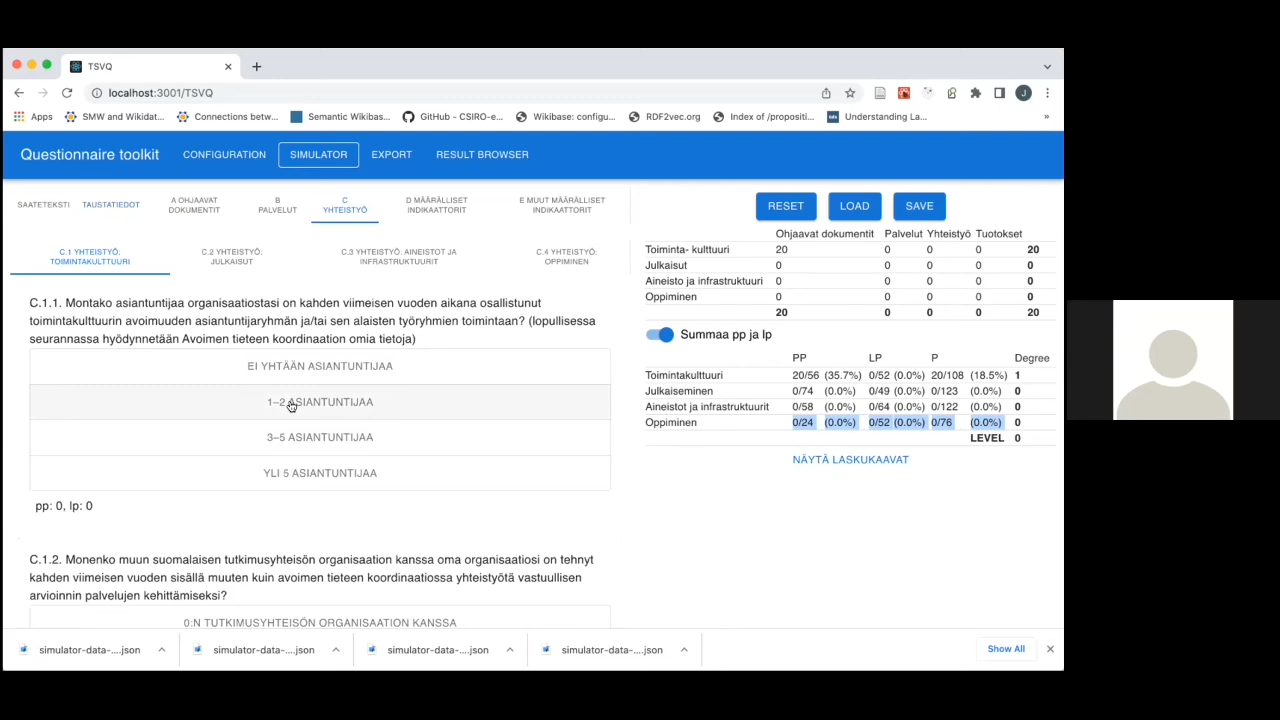 TSVQ
localhost:3001/TSVQ
J
Apps
SMW and Wikidat...
Connections betw...
Semantic Wikibas...
GitHub - CSIRO-e...
Wikibase: configu...
RDF2vec.org
Index of /propositi...
Understanding La...
»
Questionnaire toolkit
CONFIGURATION
SIMULATOR
EXPORT
RESULT BROWSER
SAATETEKSTI
TAUSTATIEDOT
A OHJAAVAT
DOKUMENTIT
B
PALVELUT
C
YHTEISTYÖ
D MÄÄRÄLLISET
INDIKAATTORIT
E MUUT MÄÄRÄLLISET
INDIKAATTORIT
C.1 YHTEISTYÖ:
TOIMINTAKULTTUURI
C.2 YHTEISTYÖ:
JULKAISUT
C.3 YHTEISTYÖ: AINEISTOT JA
INFRASTRUKTUURIT
C.4 YHTEISTYÖ:
OPPIMINEN
C.1.1. Montako asiantuntijaa organisaatiostasi on kahden viimeisen vuoden aikana osallistunut
toimintakulttuurin avoimuuden asiantuntijaryhmän ja/tai sen alaisten työryhmien toimintaan? (lopullisessa
seurannassa hyödynnetään Avoimen tieteen koordinaation omia tietoja)
EI YHTÄÄN ASIANTUNTIJAA
1–2 ASIANTUNTIJAA
3–5 ASIANTUNTIJAA
YLI 5 ASIANTUNTIJAA
pp: 0, lp: 0
C.1.2. Monenko muun suomalaisen tutkimusyhteisön organisaation kanssa oma organisaatiosi on tehnyt
kahden viimeisen vuoden sisällä muuten kuin avoimen tieteen koordinaatiossa yhteistyötä vastuullisen
arvioinnin palvelujen kehittämiseksi?
0:N TUTKIMUSYHTEISÖN ORGANISAATION KANSSA
RESET
LOAD
SAVE
Ohjaavat dokumentit Palvelut Yhteistyö Tuotokset
Toiminta- kulttuuri 20 0 0 0 20
Julkaisut 0 0 0 0 0
Aineisto ja infrastruktuuri 0 0 0 0 0
Oppiminen 0 0 0 0 0
20 0 0 0 20
Summaa pp ja lp
PP LP P Degree
Toimintakulttuuri 20/56 (35.7%) 0/52 (0.0%) 20/108 (18.5%) 1
Julkaiseminen 0/74 (0.0%) 0/49 (0.0%) 0/123 (0.0%) 0
Aineistot ja infrastruktuurit 0/58 (0.0%) 0/64 (0.0%) 0/122 (0.0%) 0
Oppiminen 0/24 (0.0%) 0/52 (0.0%) 0/76 (0.0%) 0
LEVEL 0
NÄYTÄ LASKUKAAVAT
simulator-data-....json
simulator-data-....json
simulator-data-....json
simulator-data-....json
Show All